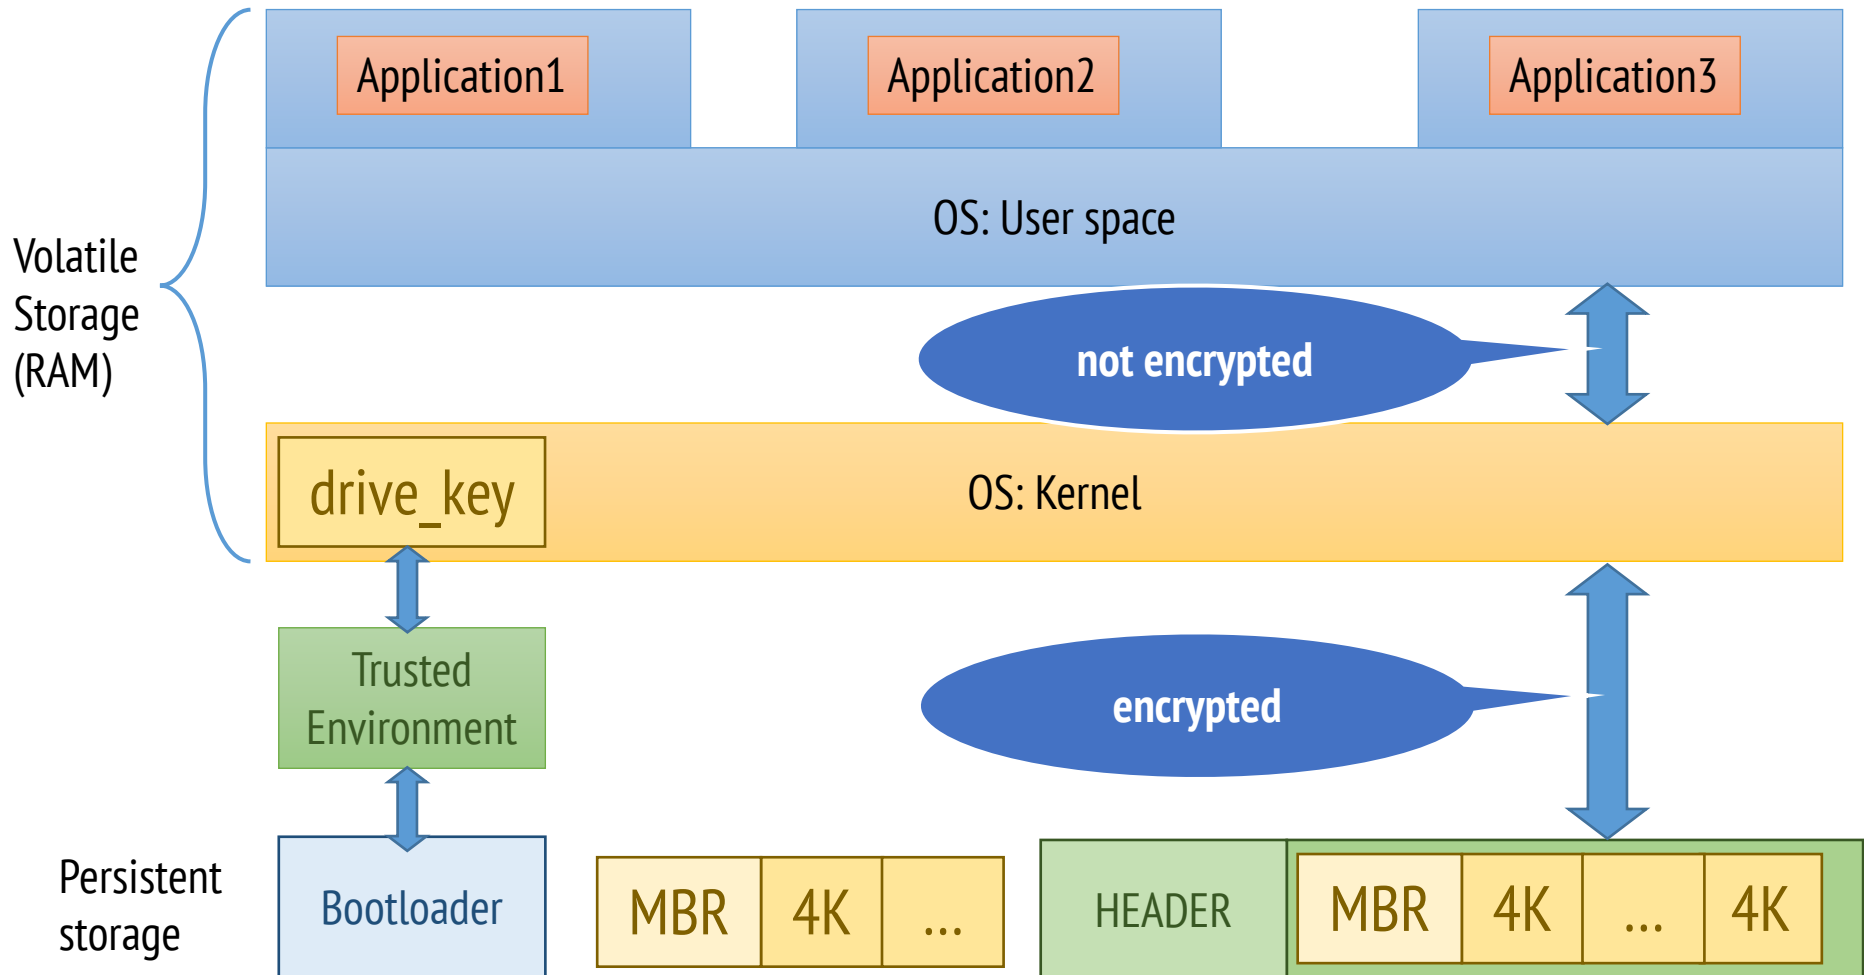 Application1
Application2
Application3
OS: User space
Volatile
Storage
(RAM)
not encrypted
drive_key
OS: Kernel
Trusted
Environment
encrypted
Persistent
storage
Bootloader
MBR 4K ...
HEADER
MBR 4K ... 4K